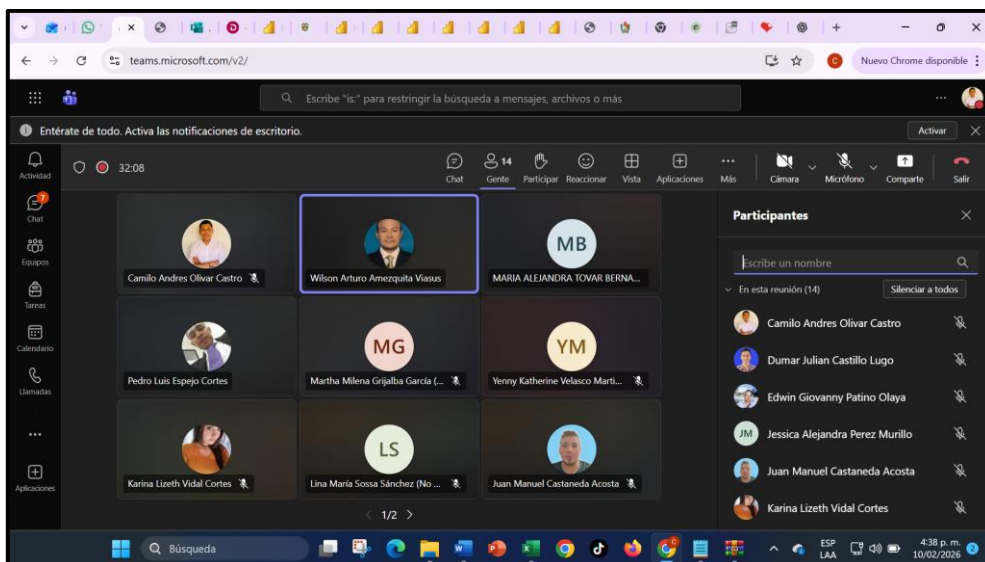 teams.microsoft.com/v2/
Nuevo Chrome disponible
Escribe "is:" para restringir la búsqueda a mensajes, archivos o más
Entérate de todo. Activa las notificaciones de escritorio.
Activar
Actividad
Chat
7
Equipos
Tareas
Calendario
Llamadas
Aplicaciones
32:08
Chat
14
Gente
Participar
Reaccionar
Vista
Aplicaciones
Más
Cámara
Micrófono
Comparte
Salir
Camilo Andres Olivar Castro
Wilson Arturo Amezquita Viasus
MB
MARIA ALEJANDRA TOVAR BERNA...
Pedro Luis Espejo Cortes
MG
Martha Milena Grijalba García (...
YM
Yenny Katherine Velasco Marti...
Karina Lizeth Vidal Cortes
LS
Lina María Sossa Sánchez (No ...
Juan Manuel Castaneda Acosta
1/2
Participantes
Escribe un nombre
En esta reunión (14)
Silenciar a todos
Camilo Andres Olivar Castro
Dumar Julian Castillo Lugo
Edwin Giovanny Patino Olaya
JM
Jessica Alejandra Perez Murillo
Juan Manuel Castaneda Acosta
Karina Lizeth Vidal Cortes
Búsqueda
ESP
LAA
4:38 p. m.
10/02/2026
2